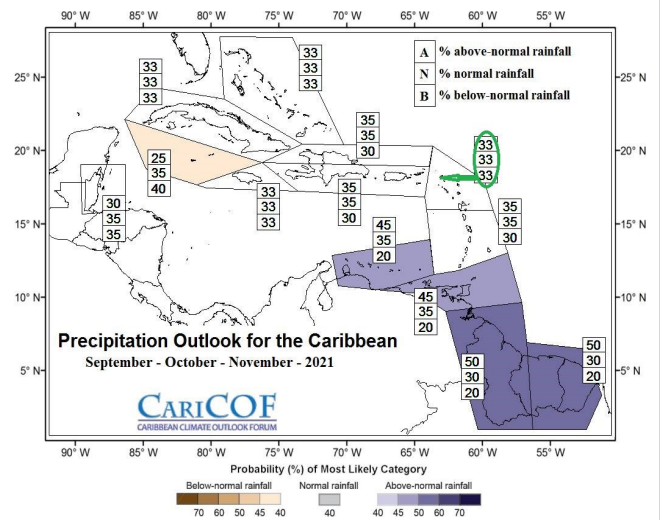 90° W 85° W 80° W 75° W 70° W 65° W 60° W 55° W
A % above-normal rainfall
N % normal rainfall
B % below-normal rainfall
25° N
20° N
15° N
10° N
5° N
25° N
20° N
15° N
10° N
5° N
33
33
33
33
33
33
35
35
30
33
33
33
25
35
40
30
35
35
33
33
33
35
35
30
35
35
30
45
35
20
45
35
20
50
30
20
50
30
20
Precipitation Outlook for the Caribbean
September - October - November - 2021
CARICOF
CARIBBEAN CLIMATE OUTLOOK FORUM
90° W 85° W 80° W 75° W 70° W 65° W 60° W 55° W
Probability (%) of Most Likely Category
Below-normal rainfall Normal rainfall Above-normal rainfall
70 60 50 45 40 40 40 45 50 60 70